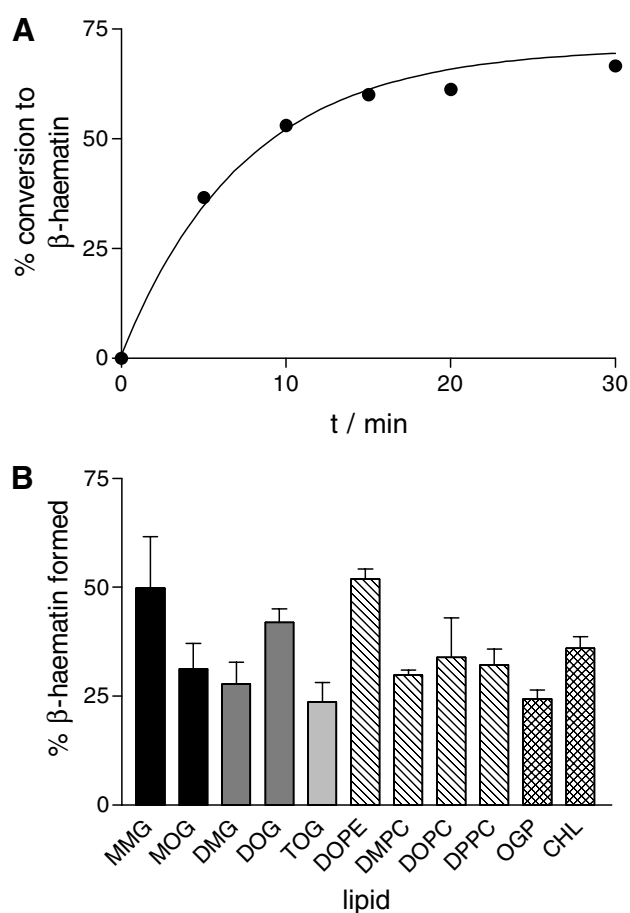 A
% conversion to
β-haematin
75
50
25
0
0 10 20 30
t / min
B
% β-haematin formed
75
50
25
0
MMG MOG DMG DOG TOG DOPE DMPC DOPC DPPC OGP CHL
lipid